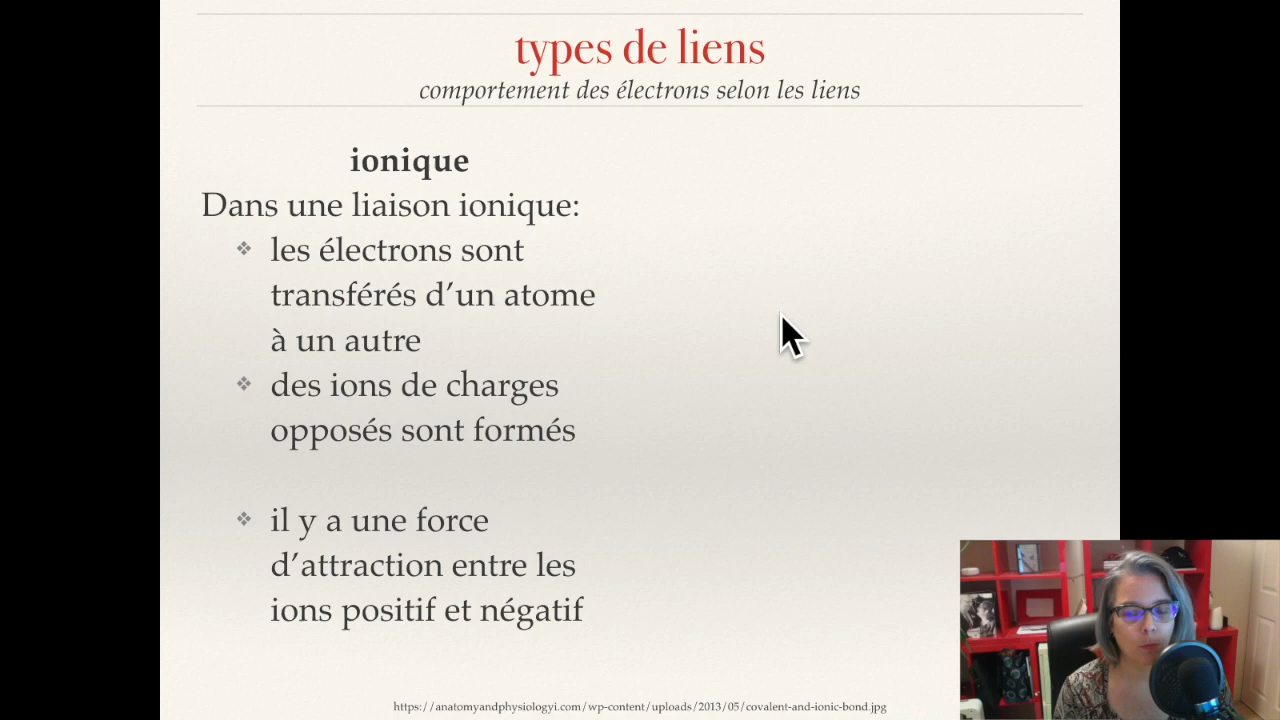 types de liens
comportement des électrons selon les liens
ionique
Dans une liaison ionique:
❖ les électrons sont
transférés d’un atome
à un autre
❖ des ions de charges
opposés sont formés
❖ il y a une force
d’attraction entre les
ions positif et négatif
https://anatomyandphysiologyi.com/wp-content/uploads/2013/05/covalent-and-ionic-bond.jpg